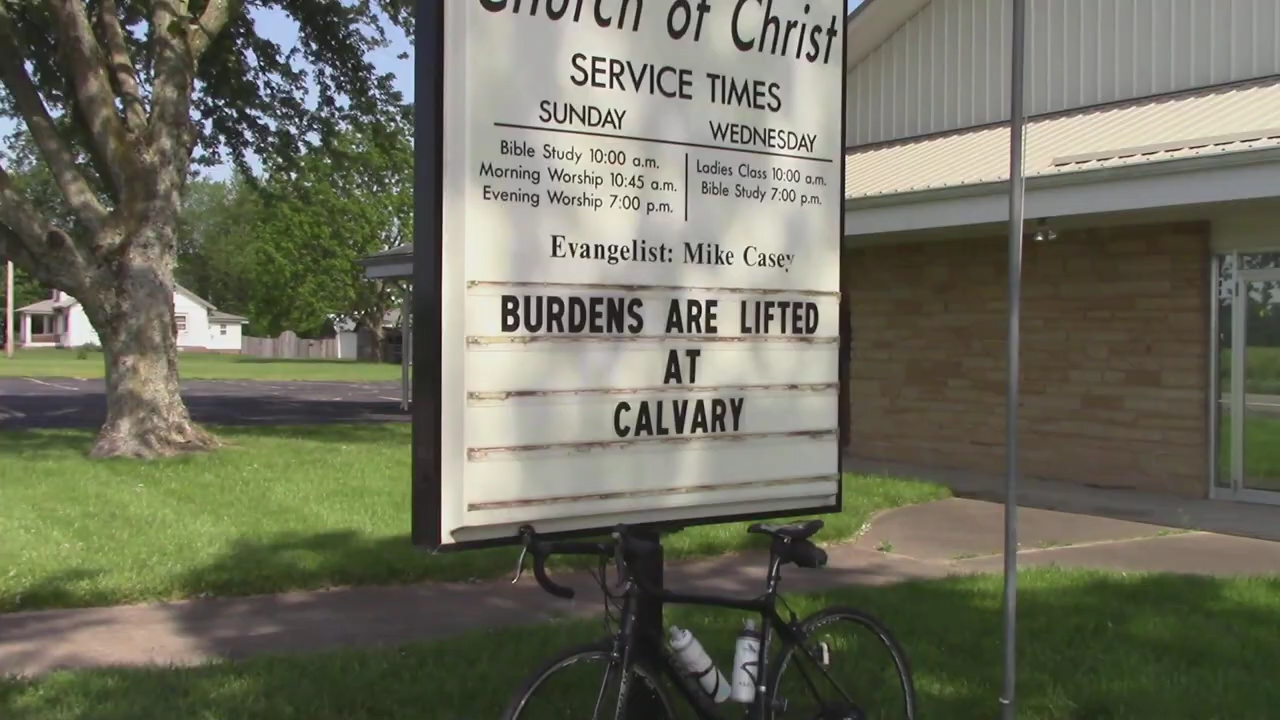 Church of Christ
SERVICE TIMES
SUNDAY
WEDNESDAY
Bible Study 10:00 a.m.
Morning Worship 10:45 a.m.
Evening Worship 7:00 p.m.
Ladies Class 10:00 a.m.
Bible Study 7:00 p.m.
Evangelist: Mike Casey
BURDENS ARE LIFTED
AT
CALVARY